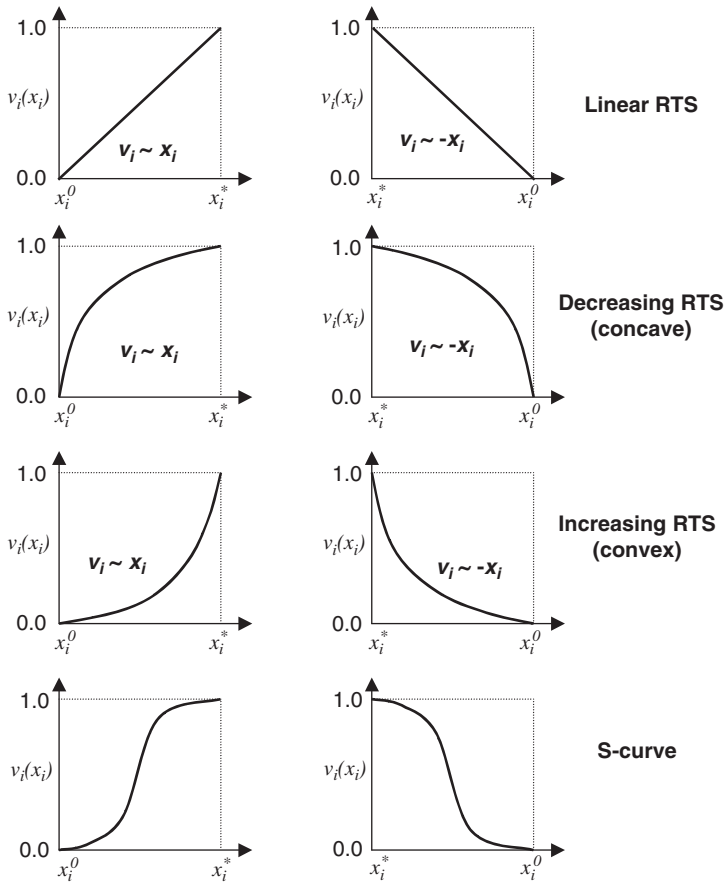 1.0
v_i(x_i)
v_i ~ x_i
0.0
x_i^0
x_i^*
1.0
v_i(x_i)
v_i ~ -x_i
0.0
x_i^*
x_i^0
Linear RTS
1.0
v_i(x_i)
v_i ~ x_i
0.0
x_i^0
x_i^*
1.0
v_i(x_i)
v_i ~ -x_i
0.0
x_i^*
x_i^0
Decreasing RTS
(concave)
1.0
v_i(x_i)
v_i ~ x_i
0.0
x_i^0
x_i^*
1.0
v_i(x_i)
v_i ~ -x_i
0.0
x_i^*
x_i^0
Increasing RTS
(convex)
1.0
v_i(x_i)
0.0
x_i^0
x_i^*
1.0
v_i(x_i)
0.0
x_i^*
x_i^0
S-curve